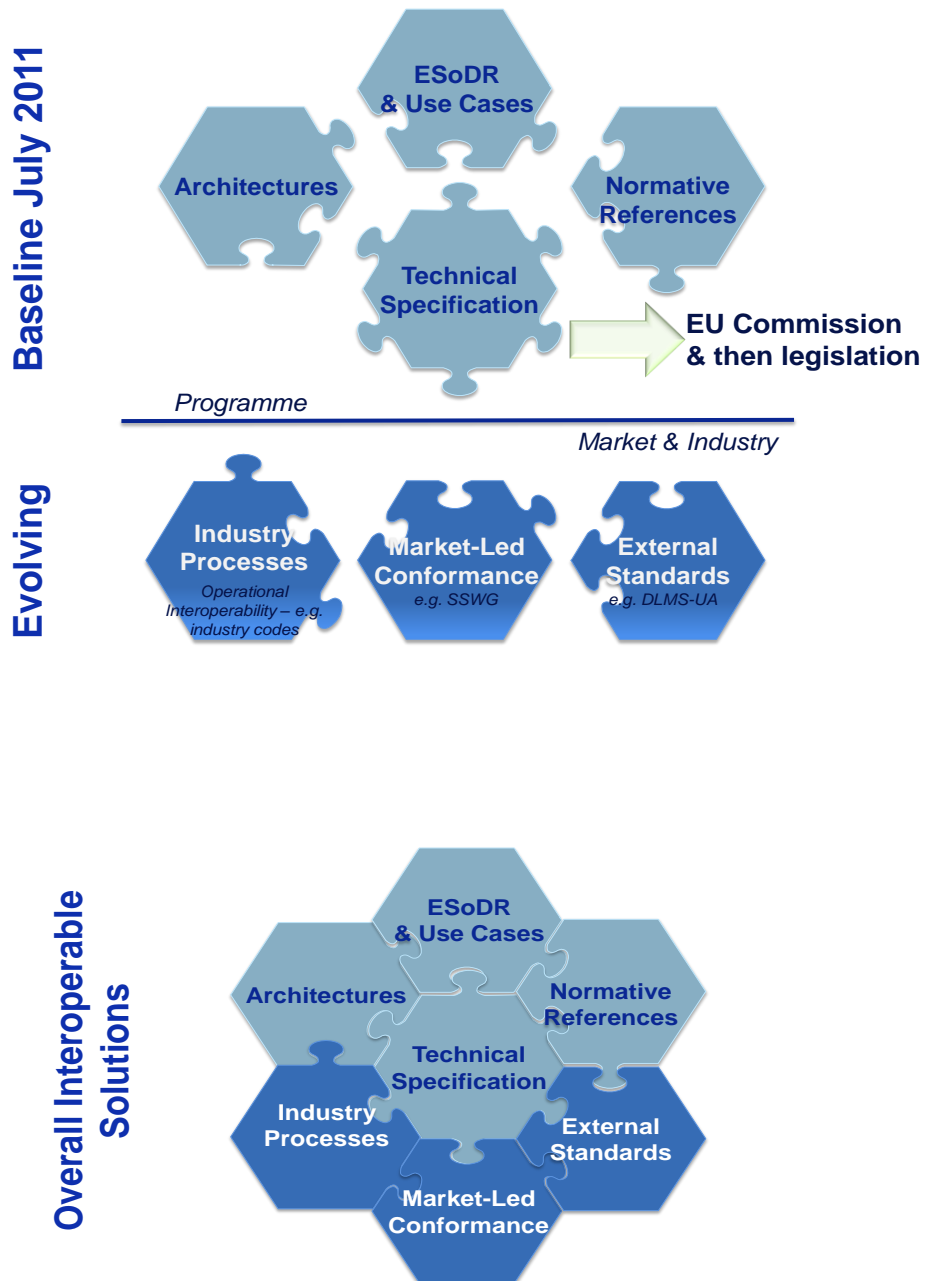 Baseline July 2011
ESoDR
& Use Cases
Architectures
Normative
References
Technical
Specification
EU Commission
& then legislation
Programme
Market & Industry
Evolving
Industry
Processes
Operational
Interoperability – e.g.
industry codes
Market-Led
Conformance
e.g. SSWG
External
Standards
e.g. DLMS-UA
Overall Interoperable
Solutions
ESoDR
& Use Cases
Architectures
Normative
References
Technical
Specification
Industry
Processes
External
Standards
Market-Led
Conformance